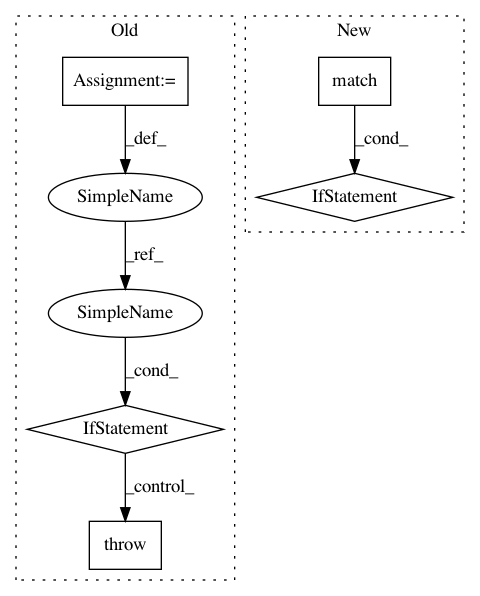 Old
Assignment:=
_def_
SimpleName
_ref_
SimpleName
_cond_
IfStatement
_control_
throw
New
match
_cond_
IfStatement